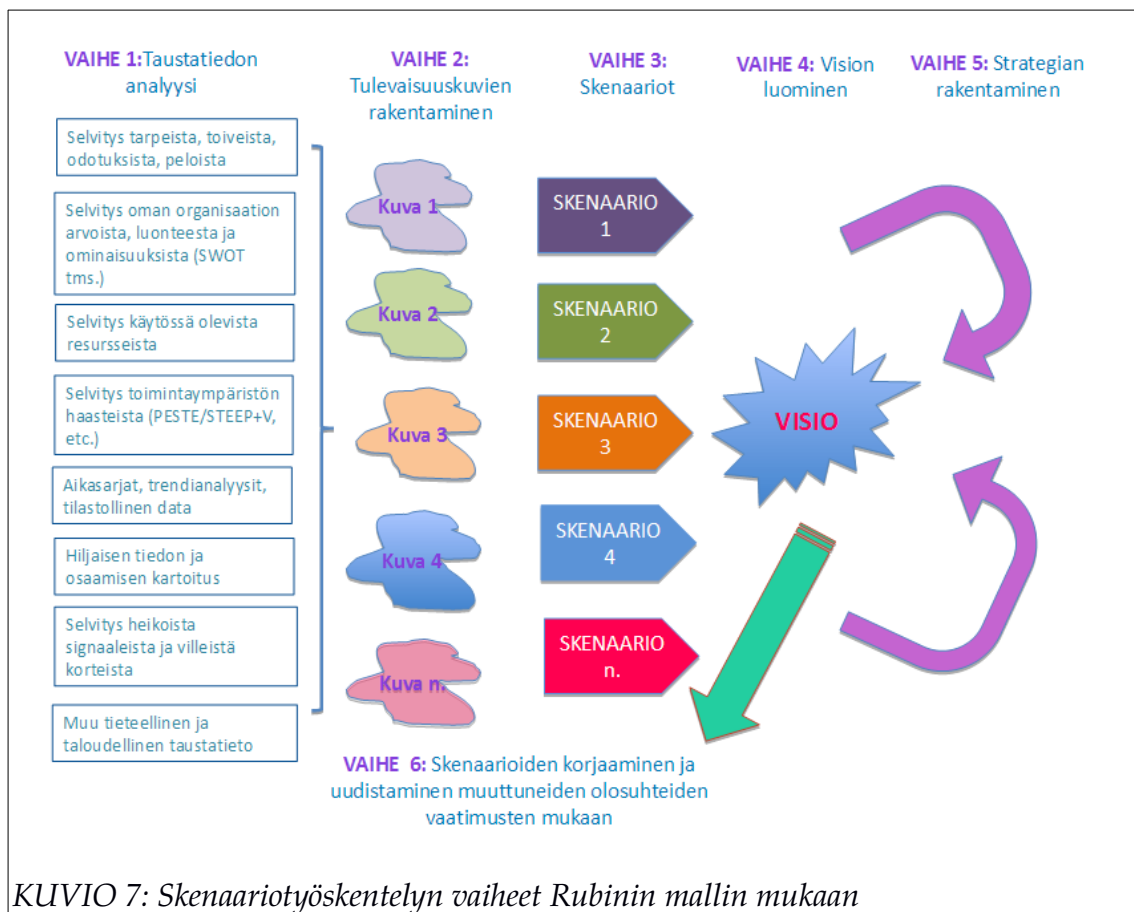 VAIHE 1:Taustatiedon
analyysi
VAIHE 2:
Tulevaisuuskuvien
rakentaminen
VAIHE 3:
Skenaariot
VAIHE 4: Vision
luominen
VAIHE 5: Strategian
rakentaminen
Selvitys tarpeista, toiveista,
odotuksista, peloista
Selvitys oman organisaation
arvoista, luonteesta ja
ominaisuuksista (SWOT
tms.)
Selvitys käytössä olevista
resursseista
Selvitys toimintaympäristön
haasteista (PESTE/STEEP+V,
etc.)
Aikasarjat, trendianalyysit,
tilastollinen data
Hiljaisen tiedon ja
osaamisen kartoitus
Selvitys heikoista
signaaleista ja villeistä
korteista
Muu tieteellinen ja
taloudellinen taustatieto
Kuva 1
Kuva 2
Kuva 3
Kuva 4
Kuva n.
SKENAARIO
1
SKENAARIO
2
SKENAARIO
3
SKENAARIO
4
SKENAARIO
n.
VISIO
VAIHE 6: Skenaarioiden korjaaminen ja
uudistaminen muuttuneiden olosuhteiden
vaatimusten mukaan
KUVIO 7: Skenaariotyöskentelyn vaiheet Rubinin mallin mukaan